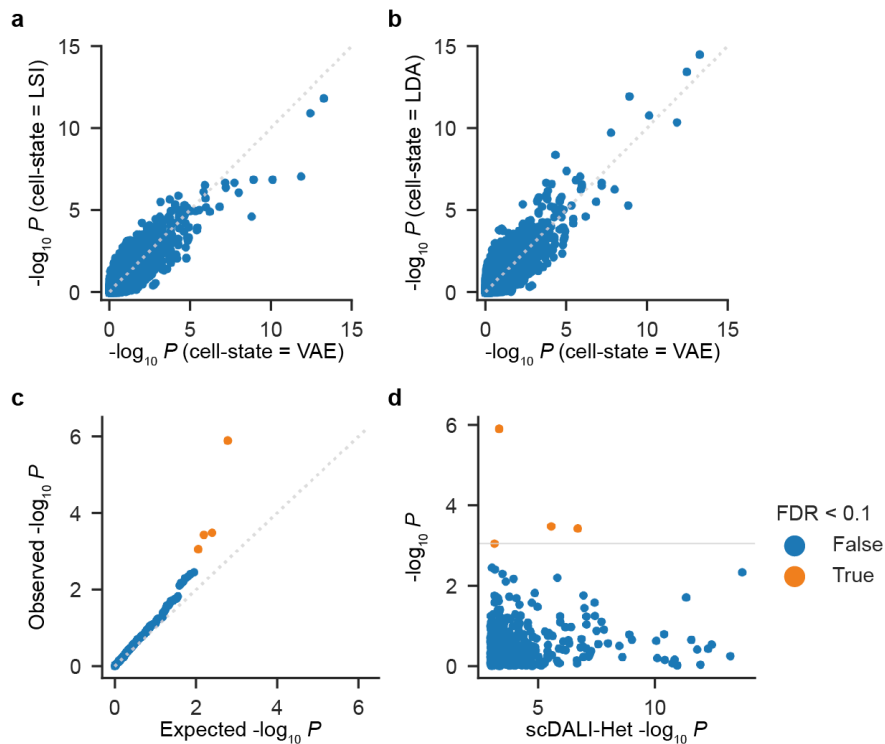 a
-log10 P (cell-state = LSI)
15
10
5
0
0
5
10
15
-log10 P (cell-state = VAE)
b
-log10 P (cell-state = LDA)
15
10
5
0
0
5
10
15
-log10 P (cell-state = VAE)
c
Observed -log10 P
6
4
2
0
0
2
4
6
Expected -log10 P
d
-log10 P
6
4
2
0
5
10
scDALI-Het -log10 P
FDR < 0.1
False
True